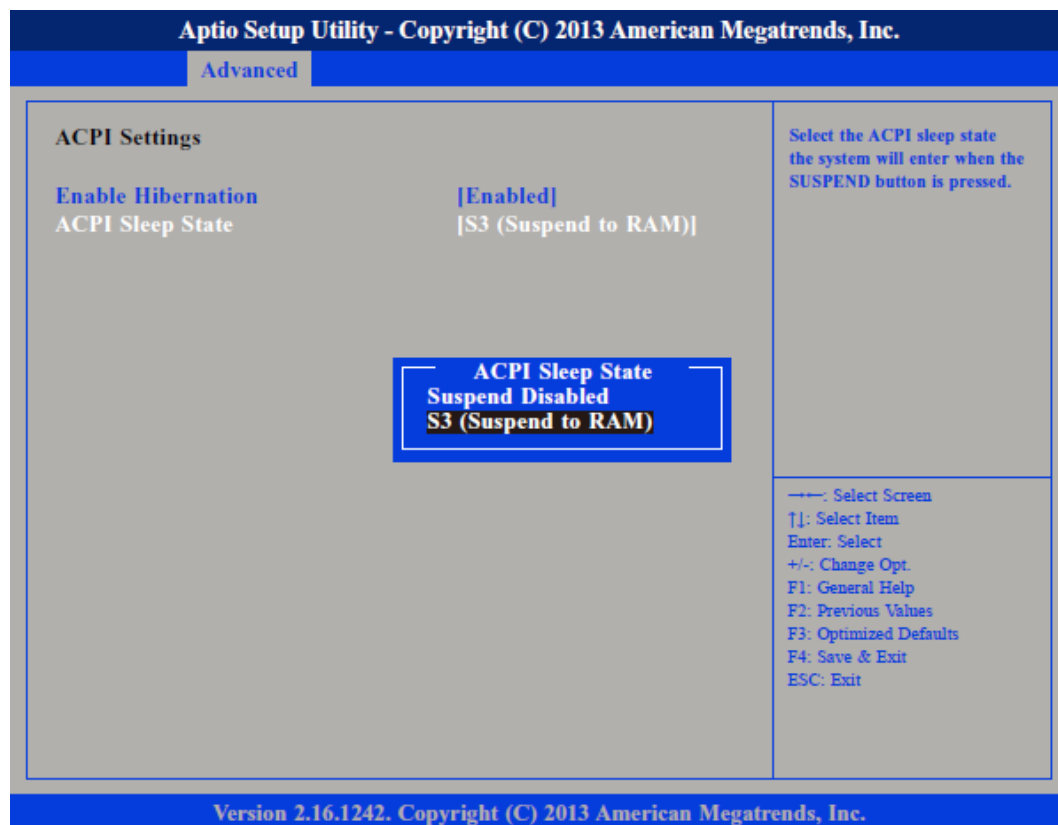 Aptio Setup Utility - Copyright (C) 2013 American Megatrends, Inc.
Advanced
ACPI Settings
Enable Hibernation [Enabled]
ACPI Sleep State [S3 (Suspend to RAM)]
ACPI Sleep State
Suspend Disabled
S3 (Suspend to RAM)
Select the ACPI sleep state
the system will enter when the
SUSPEND button is pressed.
→←: Select Screen
↑↓: Select Item
Enter: Select
+/-: Change Opt.
F1: General Help
F2: Previous Values
F3: Optimized Defaults
F4: Save & Exit
ESC: Exit
Version 2.16.1242. Copyright (C) 2013 American Megatrends, Inc.